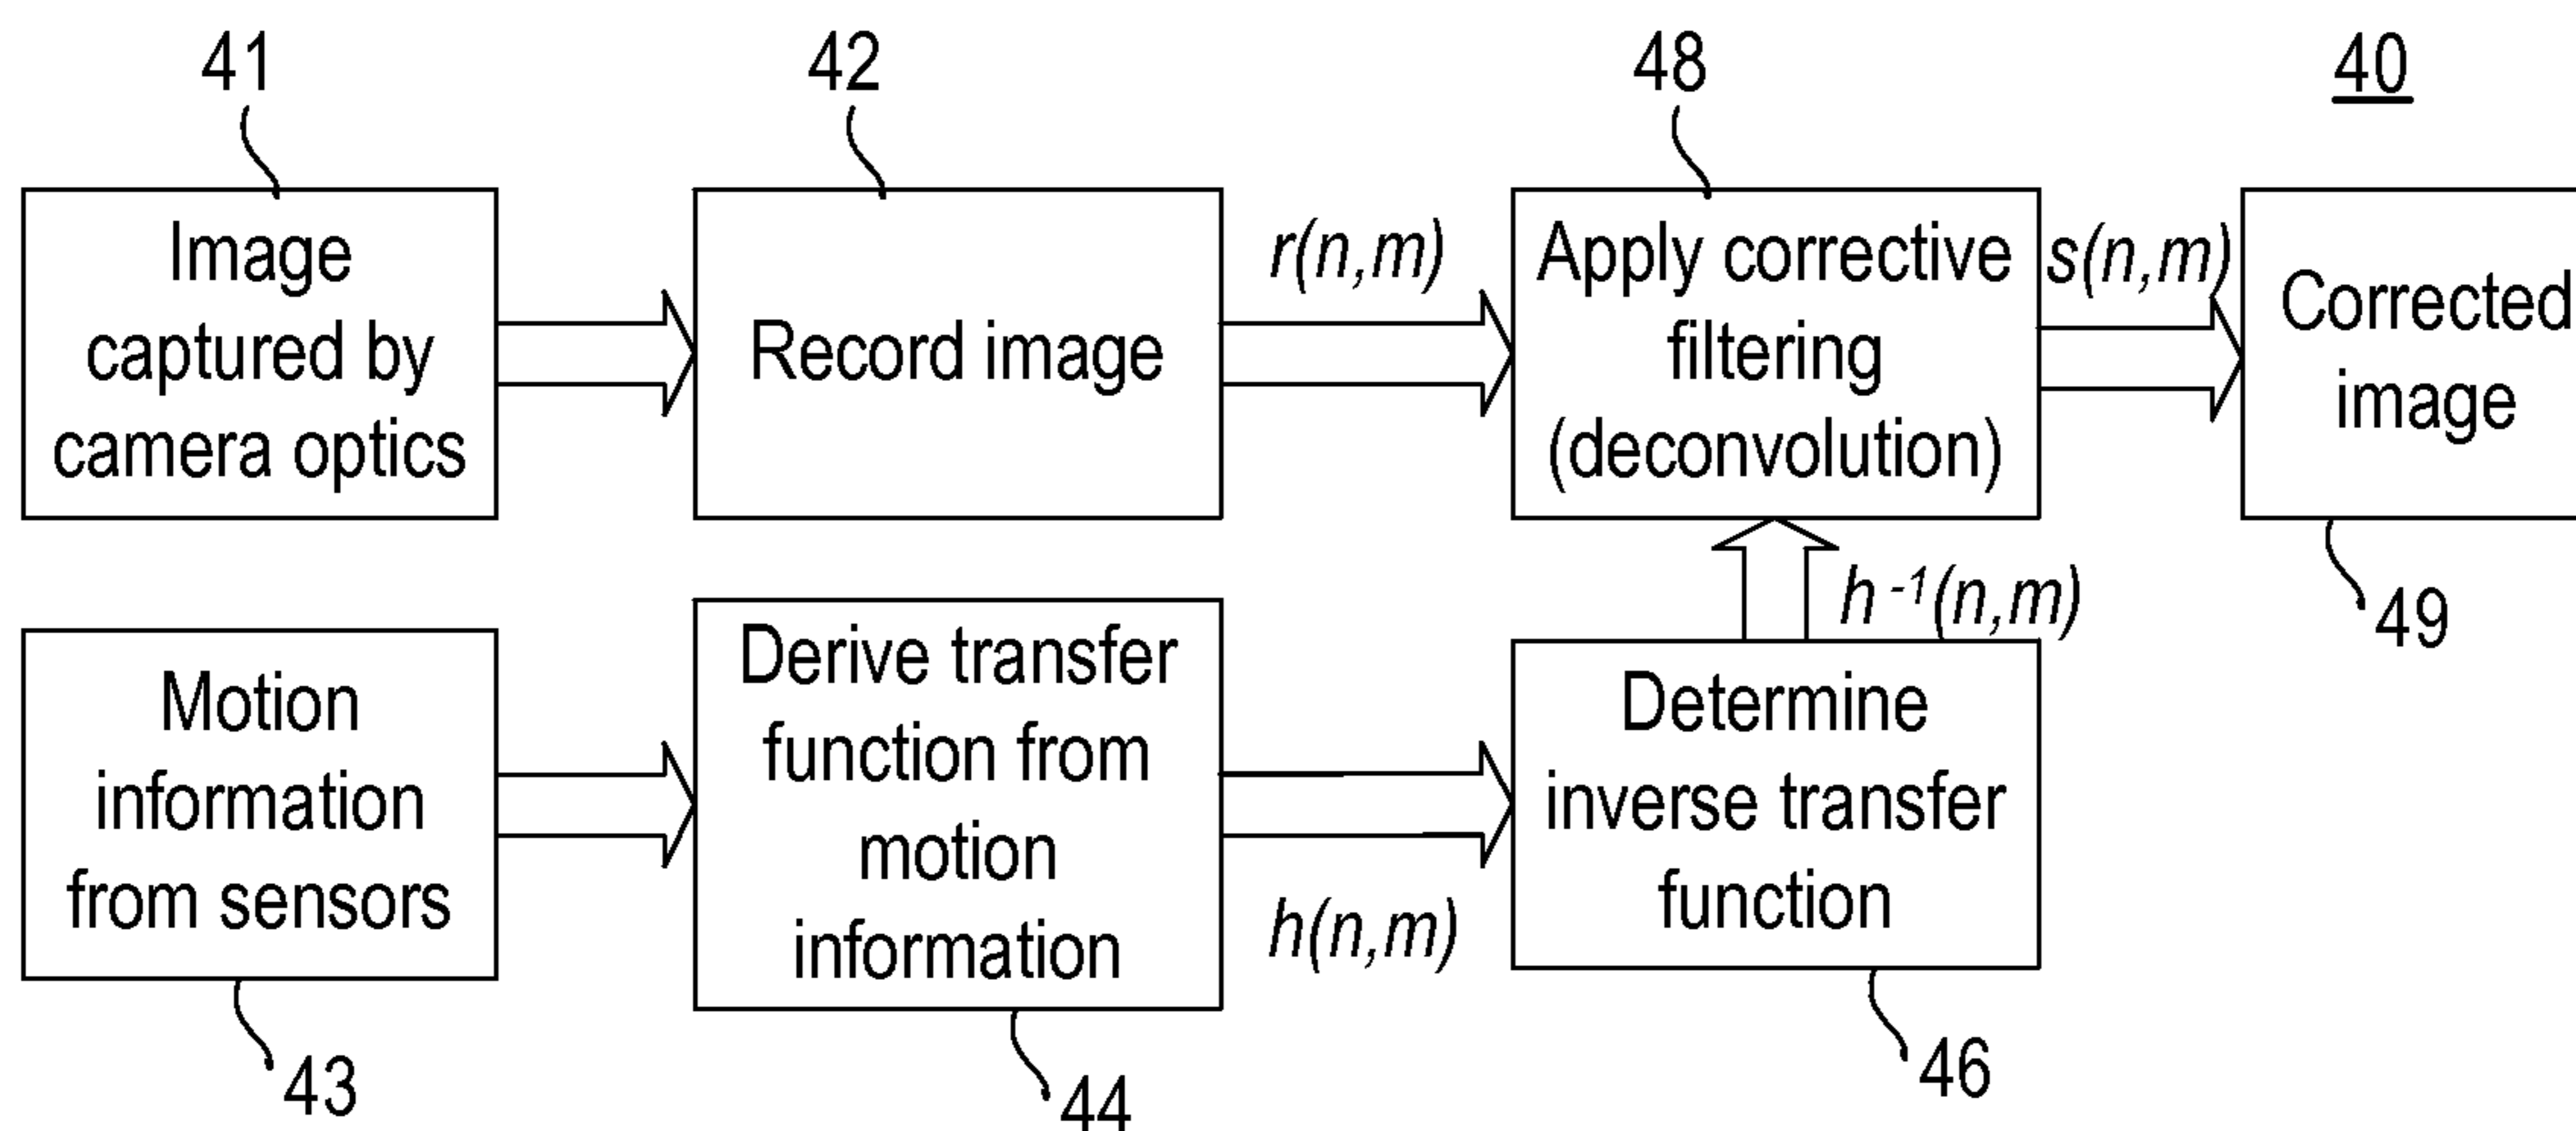 41
42
48
40
Image
captured by
camera optics
Record image
r(n,m)
Apply corrective
filtering
(deconvolution)
s(n,m)
Corrected
image
49
Motion
information
from sensors
43
Derive transfer
function from
motion
information
44
h(n,m)
Determine
inverse transfer
function
46
h⁻¹(n,m)